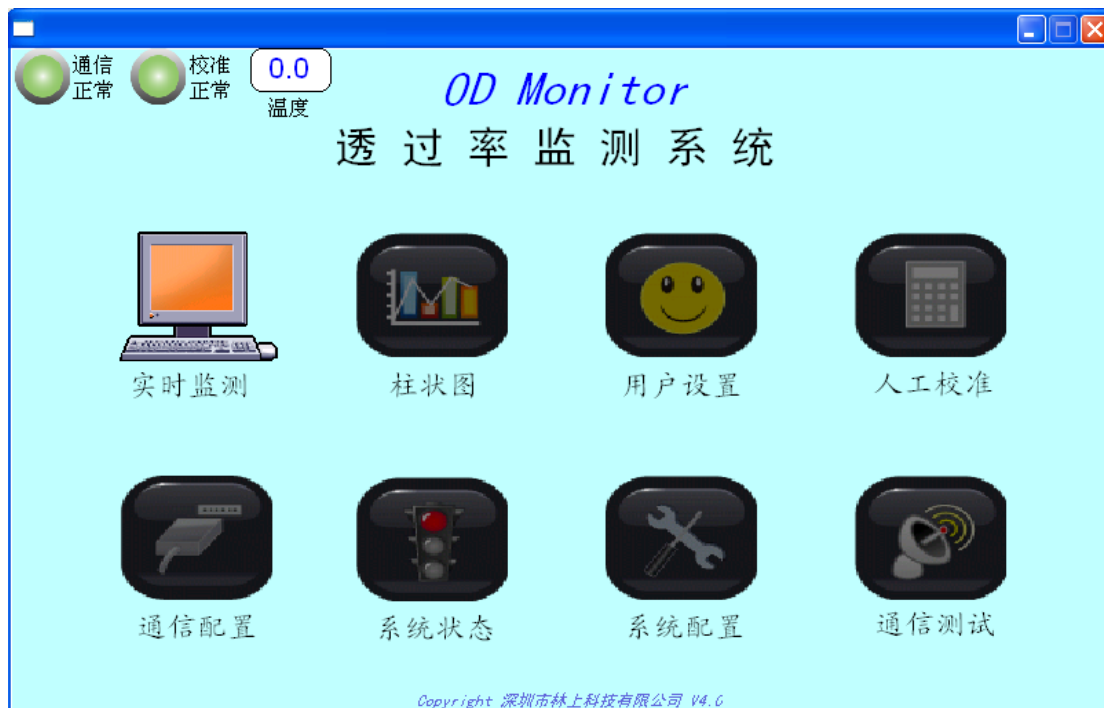 通信
正常
校准
正常
0.0
温度
OD Monitor
透过率监测系统
实时监测
柱状图
用户设置
人工校准
通信配置
系统状态
系统配置
通信测试
Copyright 深圳市林上科技有限公司